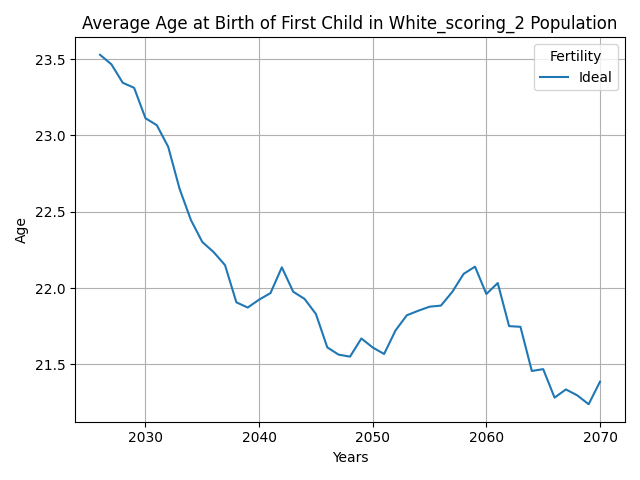 Average Age at Birth of First Child in White_scoring_2 Population
Fertility
Ideal
23.5
23.0
22.5
22.0
21.5
Age
2030 2040 2050 2060 2070
Years